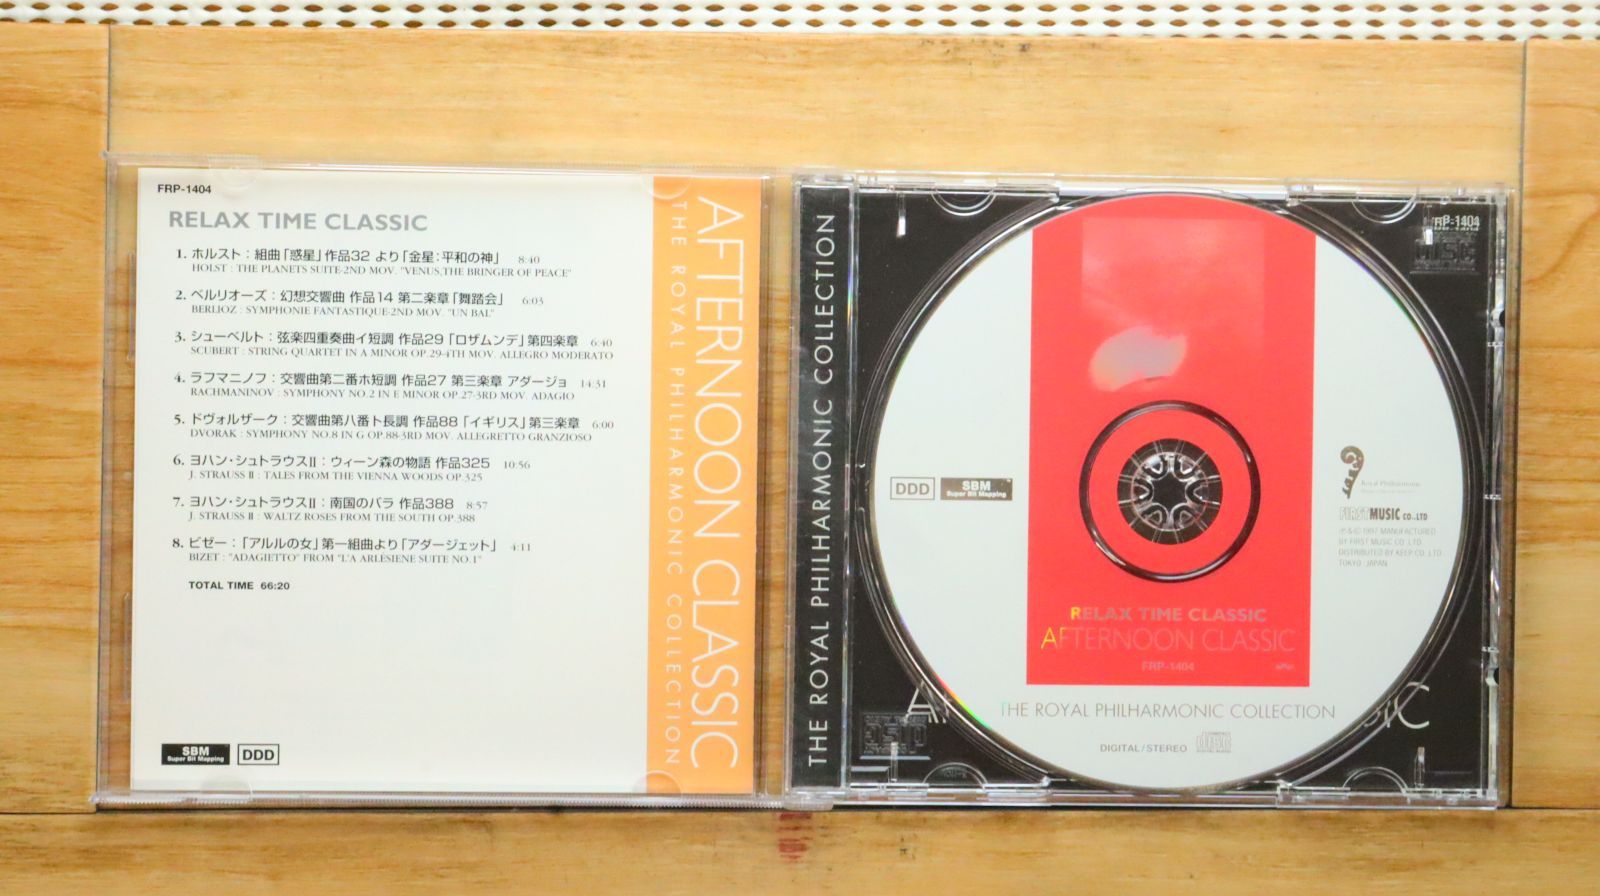 FRP-1404
RELAX TIME CLASSIC
1. ホルスト：組曲「惑星」作品32 より「金星：平和の神」 8:40
HOLST : THE PLANETS SUITE-2ND MOV. "VENUS,THE BRINGER OF PEACE"
2. ベルリオーズ：幻想交響曲 作品14 第二楽章「舞踏会」 6:03
BERLIOZ : SYMPHONIE FANTASTIQUE-2ND MOV. "UN BAL"
3. シューベルト：弦楽四重奏曲イ短調 作品29「ロザムンデ」第四楽章 6:40
SCUBERT : STRING QUARTET IN A MINOR OP.29-4TH MOV. ALLEGRO MODERATO
4. ラフマニノフ：交響曲第二番ホ短調 作品27 第三楽章 アダージョ 14:31
RACHMANINOV : SYMPHONY NO.2 IN E MINOR OP.27-3RD MOV. ADAGIO
5. ドヴォルザーク：交響曲第八番ト長調 作品88「イギリス」第三楽章 6:00
DVORAK : SYMPHONY NO.8 IN G OP.88-3RD MOV. ALLEGRETTO GRANZIOSO
6. ヨハン・シュトラウスII：ウィーン森の物語 作品325 10:56
J. STRAUSS II : TALES FROM THE VIENNA WOODS OP.325
7. ヨハン・シュトラウスII：南国のバラ 作品388 8:57
J. STRAUSS II : WALTZ ROSES FROM THE SOUTH OP.388
8. ビゼー：「アルルの女」第一組曲より「アダージェット」 4:11
BIZET : "ADAGIETTO" FROM "L'A ARLESIENE SUITE NO.1"
TOTAL TIME 66:20
SBM
Super Bit Mapping
DDD
AFTERNOON CLASSIC
THE ROYAL PHILHARMONIC COLLECTION
THE ROYAL PHILHARMONIC COLLECTION
DDD
SBM
Super Bit Mapping
Royal Philharmonic
FIRSTMUSIC CO.,LTD
℗&© 1997 MANUFACTURED
BY FIRST MUSIC CO. LTD
DISTRIBUTED BY KEEP CO. LTD.
TOKYO. JAPAN.
RELAX TIME CLASSIC
AFTERNOON CLASSIC
FRP-1404
THE ROYAL PHILHARMONIC COLLECTION
DIGITAL/STEREO
COMPACT
disc
DIGITAL AUDIO